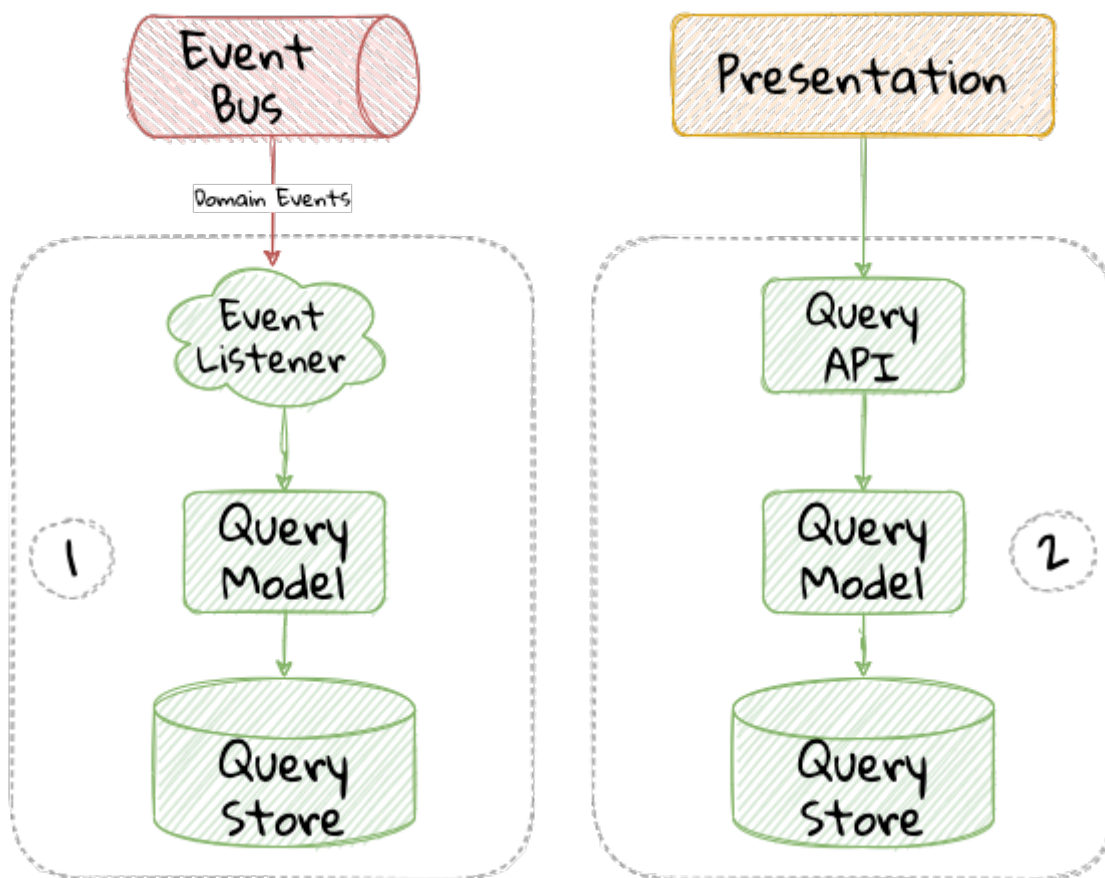 Event
Bus
Domain Events
Event
Listener
Query
Model
1
Query
Store
Presentation
Query
API
Query
Model
2
Query
Store